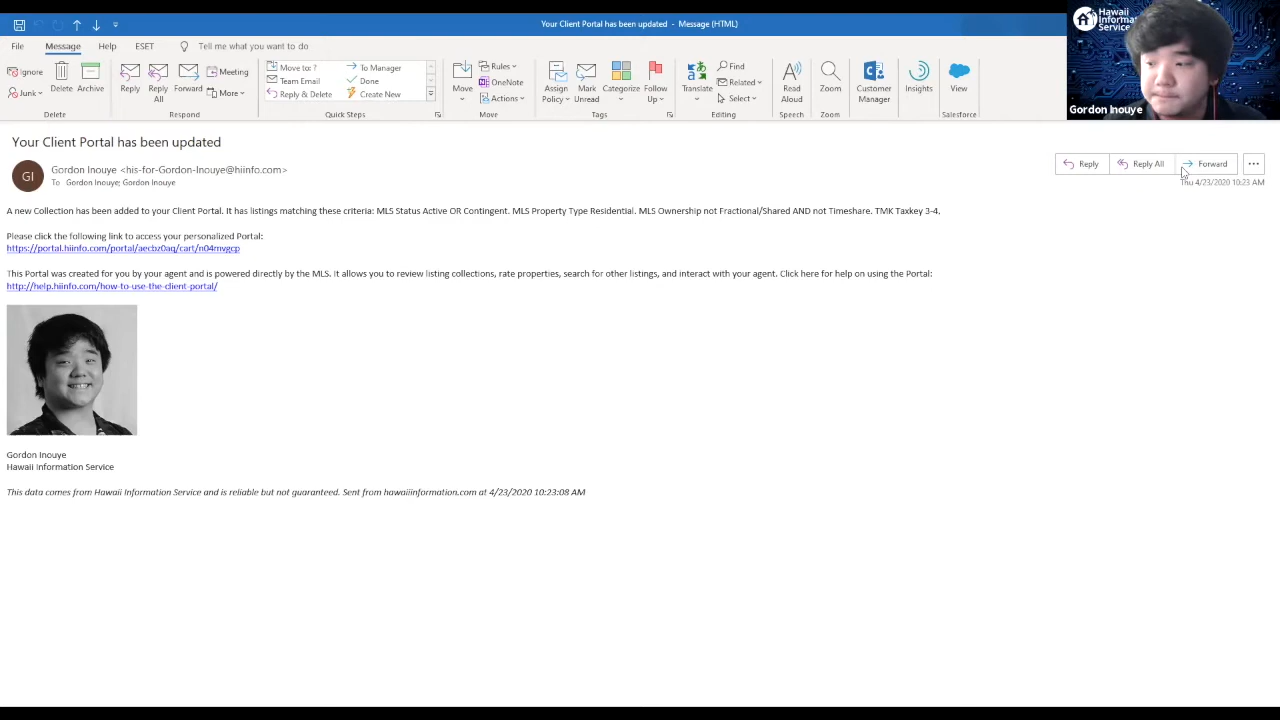 Your Client Portal has been updated - Message (HTML)
Hawaii
Information
Service
File Message Help ESET Tell me what you want to do
Ignore
Junk
Delete
Archive
Reply
Reply All
Forward
Meeting
More
Move to: ?
Team Email
Reply & Delete
To Manager
Done
Create New
Move
Rules
OneNote
Actions
Assign Policy
Mark Unread
Categorize
Follow Up
Translate
Find
Related
Select
Read Aloud
Zoom
Customer Manager
Insights
View
Gordon Inouye
Delete Respond Quick Steps Move Tags Editing Speech Zoom Salesforce
Your Client Portal has been updated
GI
Gordon Inouye <his-for-Gordon-Inouye@hiinfo.com>
To Gordon Inouye; Gordon Inouye
Reply Reply All Forward
Thu 4/23/2020 10:23 AM
A new Collection has been added to your Client Portal. It has listings matching these criteria: MLS Status Active OR Contingent. MLS Property Type Residential. MLS Ownership not Fractional/Shared AND not Timeshare. TMK Taxkey 3-4.
Please click the following link to access your personalized Portal:
https://portal.hiinfo.com/portal/aecbz0aq/cart/n04mvgcp
This Portal was created for you by your agent and is powered directly by the MLS. It allows you to review listing collections, rate properties, search for other listings, and interact with your agent. Click here for help on using the Portal:
http://help.hiinfo.com/how-to-use-the-client-portal/
Gordon Inouye
Hawaii Information Service
This data comes from Hawaii Information Service and is reliable but not guaranteed. Sent from hawaiiinformation.com at 4/23/2020 10:23:08 AM